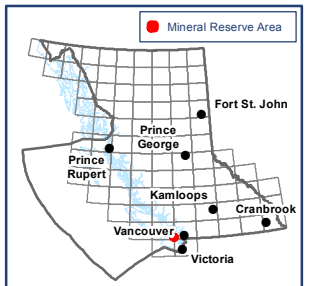 Mineral Reserve Area
Fort St. John
Prince
George
Prince
Rupert
Kamloops
Cranbrook
Vancouver
Victoria